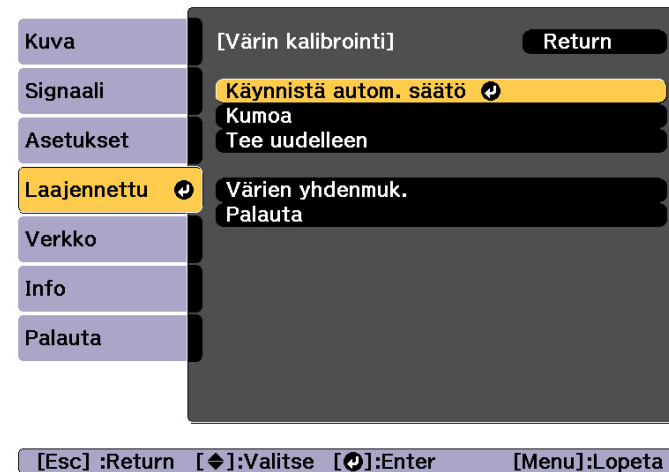 Kuva
Signaali
Asetukset
Laajennettu
Verkko
Info
Palauta
[Värin kalibrointi] Return
Käynnistä autom. säätö
Kumoa
Tee uudelleen
Värien yhdenmuk.
Palauta
[Esc] :Return [◆]:Valitse [⏎]:Enter [Menu]:Lopeta